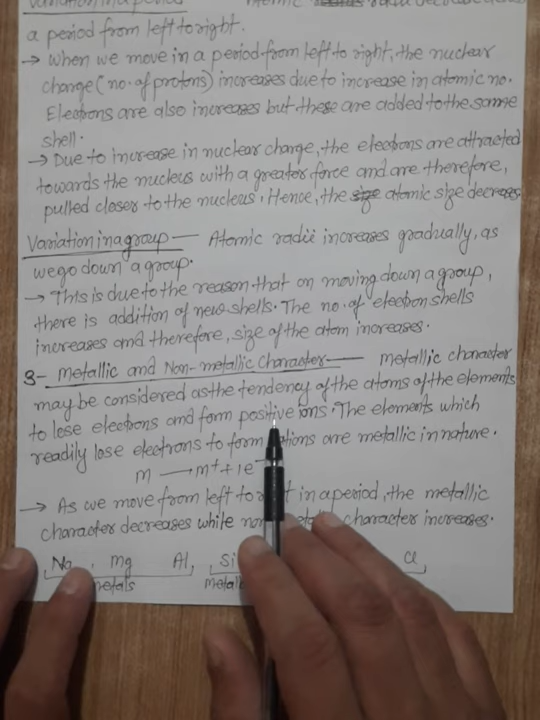 Variation in a period
a period from left to right.
→ When we move in a period from left to right, the nuclear
charge (no. of protons) increases due to increase in atomic no.
Electrons are also increases but these are added to the same
shell.
→ Due to increase in nuclear charge, the electrons are attracted
towards the nucleus with a greater force and are therefore,
pulled closer to the nucleus. Hence, the size atomic size decreases
Variation in a group — Atomic radii increases gradually, as
we go down a group.
→ This is due to the reason that on moving down a group,
there is addition of new shells. The no. of electron shells
increases and therefore, size of the atom increases.
3- Metallic and Non-metallic Character — Metallic character
may be considered as the tendency of the atoms of the elements
to lose electrons and form positive ions. The elements which
readily lose electrons to form are metallic in nature.
m → m+ + 1e-
→ As we move from left to in a period, the metallic
character decreases while character increases.
Na, Mg Al, Si Cl
metals